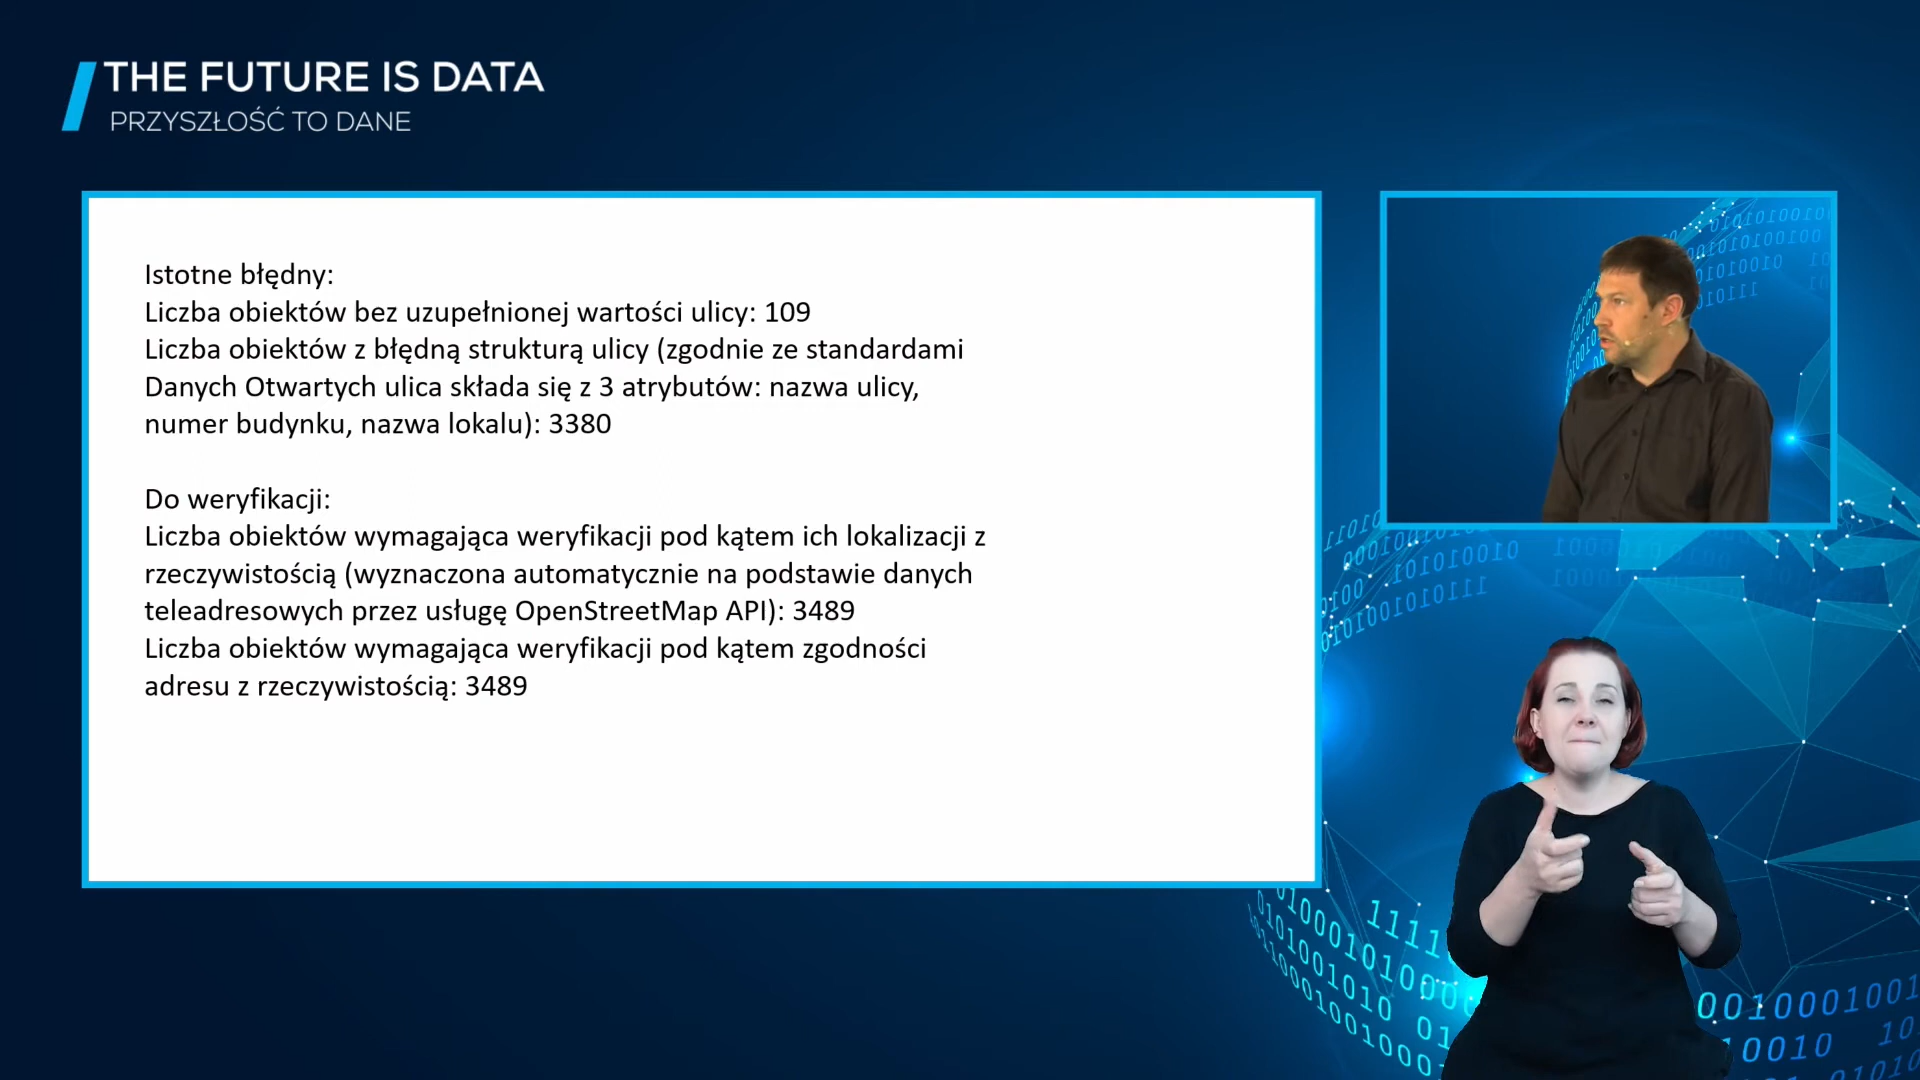 THE FUTURE IS DATA
PRZYSZŁOŚĆ TO DANE
Istotne błędny:
Liczba obiektów bez uzupełnionej wartości ulicy: 109
Liczba obiektów z błędną strukturą ulicy (zgodnie ze standardami
Danych Otwartych ulica składa się z 3 atrybutów: nazwa ulicy,
numer budynku, nazwa lokalu): 3380
Do weryfikacji:
Liczba obiektów wymagająca weryfikacji pod kątem ich lokalizacji z
rzeczywistością (wyznaczona automatycznie na podstawie danych
teleadresowych przez usługę OpenStreetMap API): 3489
Liczba obiektów wymagająca weryfikacji pod kątem zgodności
adresu z rzeczywistością: 3489